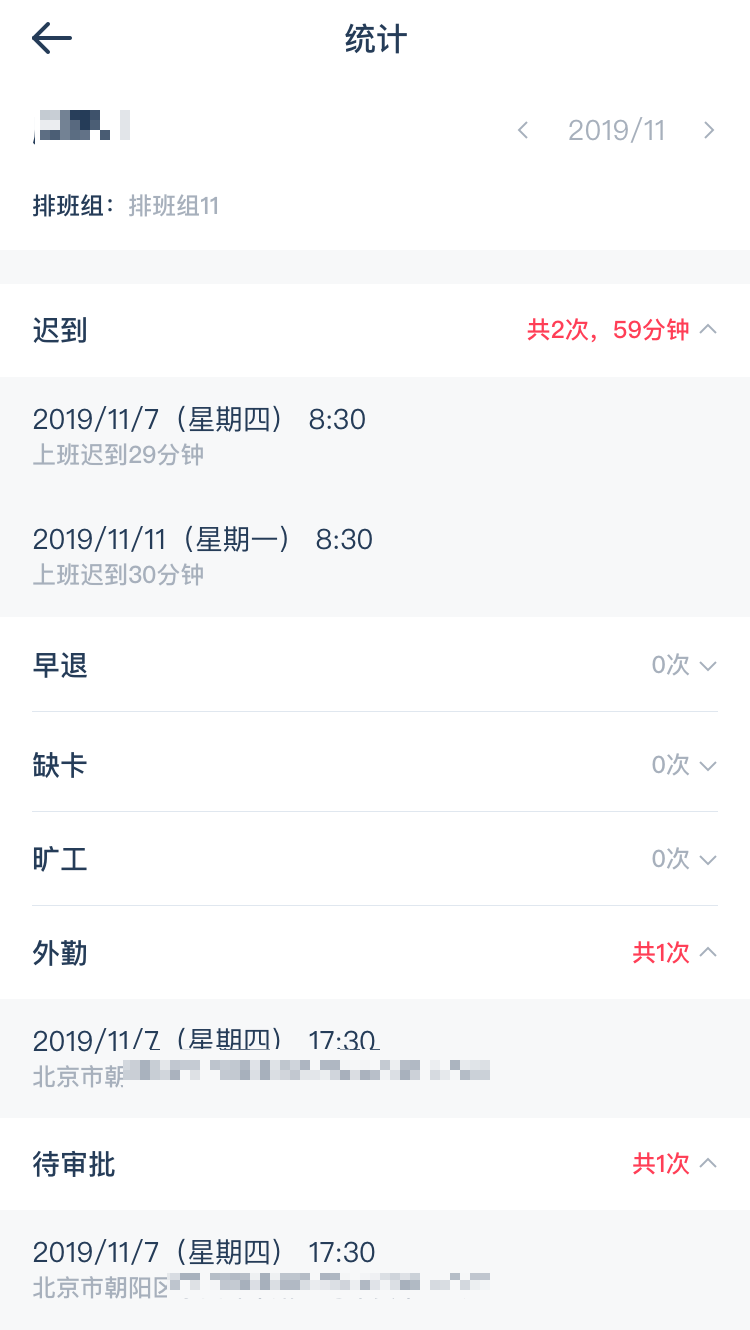 统计
2019/11
排班组：排班组11
迟到 共2次，59分钟
2019/11/7（星期四） 8:30
上班迟到29分钟
2019/11/11（星期一） 8:30
上班迟到30分钟
早退 0次
缺卡 0次
旷工 0次
外勤 共1次
2019/11/7（星期四） 17:30
北京市朝
待审批 共1次
2019/11/7（星期四） 17:30
北京市朝阳区